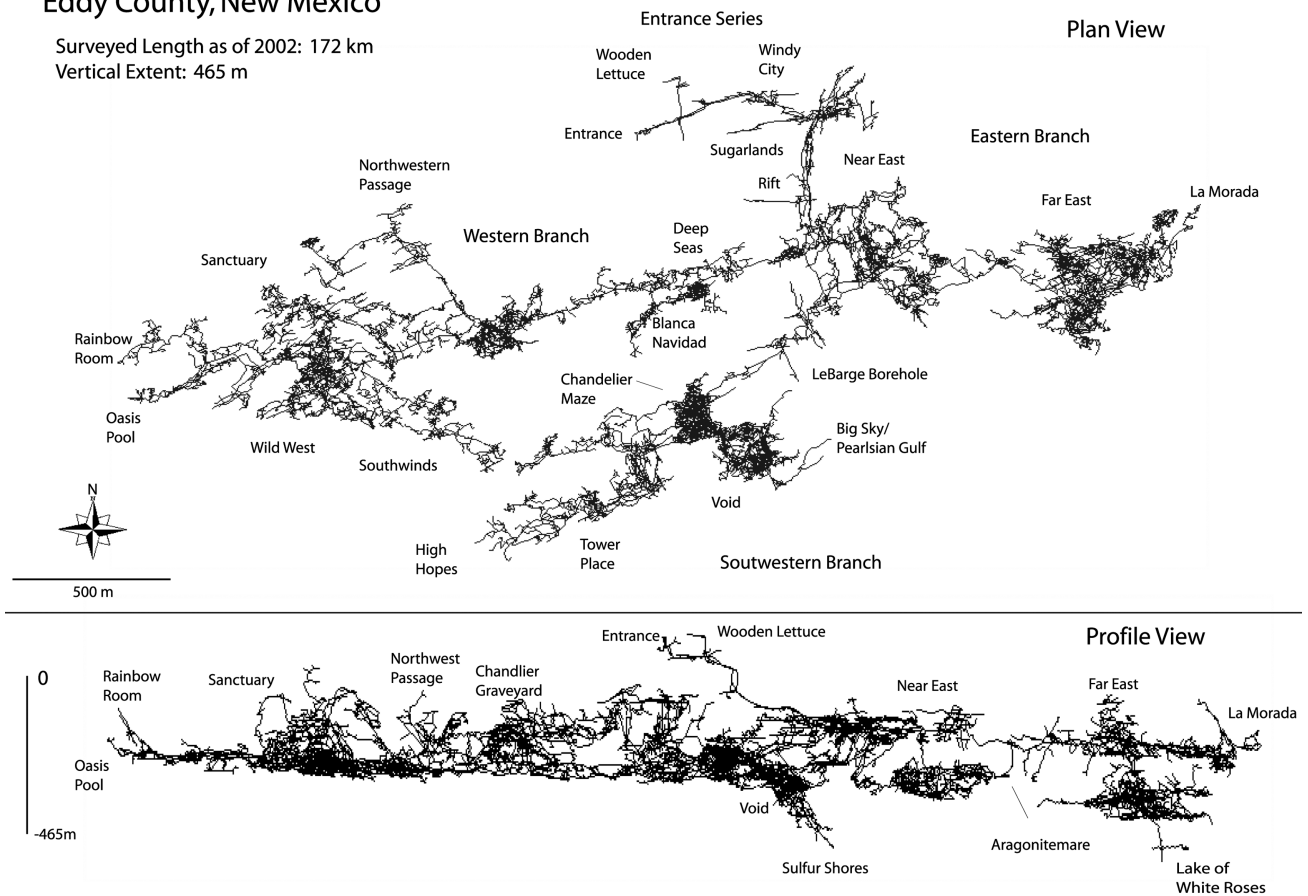 Eddy County, New Mexico
Surveyed Length as of 2002: 172 km
Vertical Extent: 465 m
Entrance Series
Plan View
Wooden
Lettuce
Windy
City
Entrance
Sugarlands
Eastern Branch
Near East
Rift
Northwestern
Passage
La Morada
Far East
Western Branch
Deep
Seas
Sanctuary
Rainbow
Room
Blanca
Navidad
LeBarge Borehole
Chandelier
Maze
Oasis
Pool
Big Sky/
Pearlsian Gulf
Wild West
Southwinds
N
Void
High
Hopes
Tower
Place
Soutwestern Branch
500 m
Profile View
Entrance
Wooden Lettuce
0
Rainbow
Room
Sanctuary
Northwest
Passage
Chandlier
Graveyard
Near East
Far East
La Morada
Oasis
Pool
Void
-465m
Aragonitemare
Sulfur Shores
Lake of
White Roses